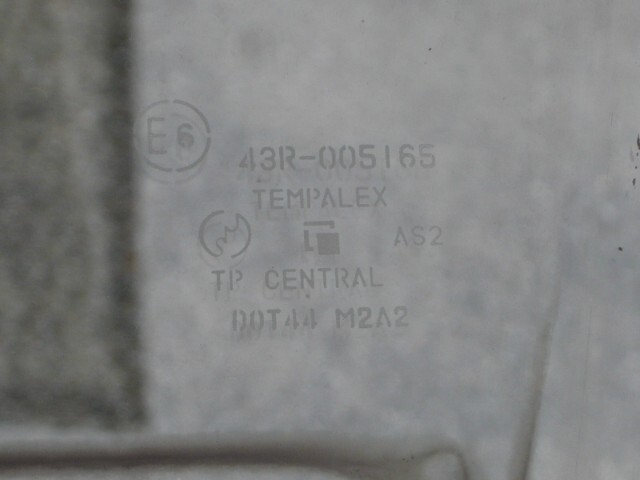 E6 43R-005165
TEMPALEX
AS2
TP CENTRAL
DOT44 M2A2